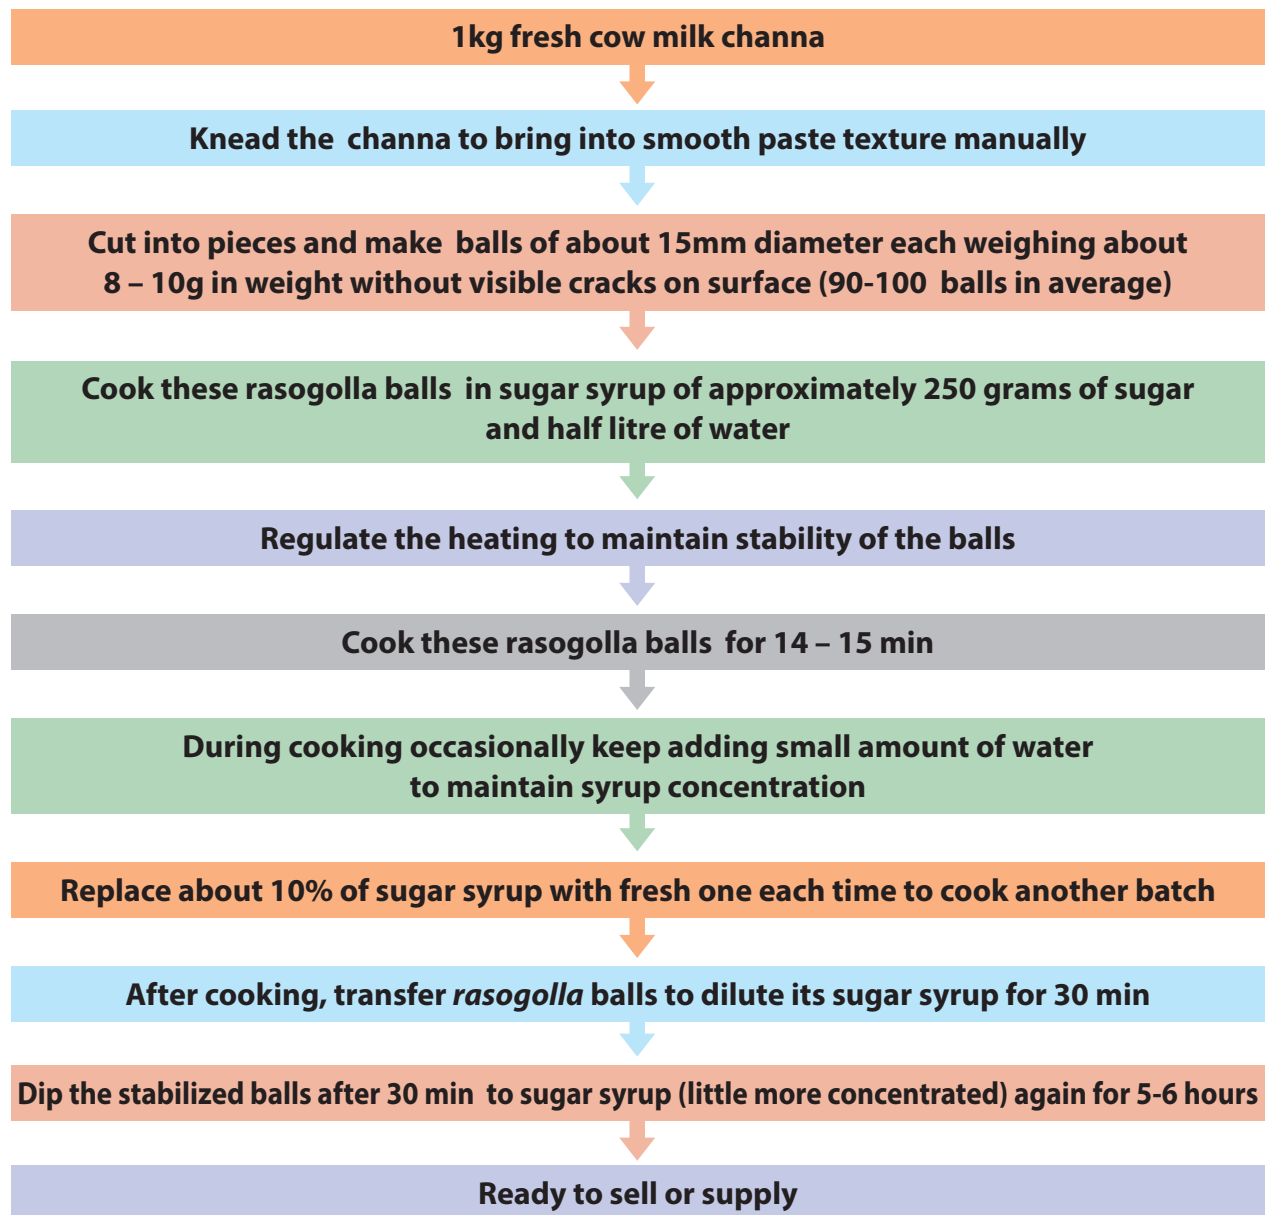 1kg fresh cow milk channa
Knead the channa to bring into smooth paste texture manually
Cut into pieces and make balls of about 15mm diameter each weighing about
8 – 10g in weight without visible cracks on surface (90-100 balls in average)
Cook these rasogolla balls in sugar syrup of approximately 250 grams of sugar
and half litre of water
Regulate the heating to maintain stability of the balls
Cook these rasogolla balls for 14 – 15 min
During cooking occasionally keep adding small amount of water
to maintain syrup concentration
Replace about 10% of sugar syrup with fresh one each time to cook another batch
After cooking, transfer rasogolla balls to dilute its sugar syrup for 30 min
Dip the stabilized balls after 30 min to sugar syrup (little more concentrated) again for 5-6 hours
Ready to sell or supply